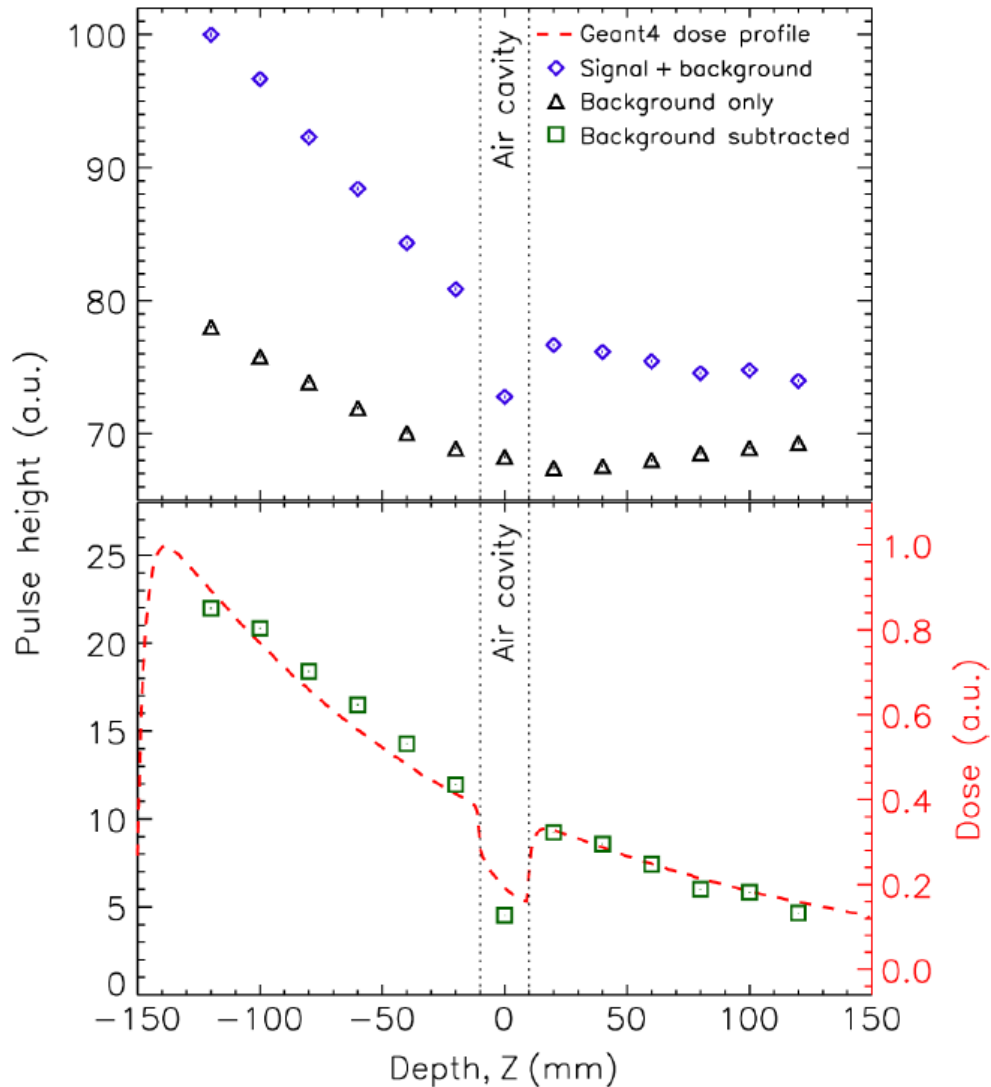 100
90
80
70
Air cavity
Geant4 dose profile
Signal + background
Background only
Background subtracted
Pulse height (a.u.)
25
20
15
10
5
0
Air cavity
1.0
0.8
0.6
0.4
0.2
0.0
Dose (a.u.)
−150 −100 −50 0 50 100 150
Depth, Z (mm)